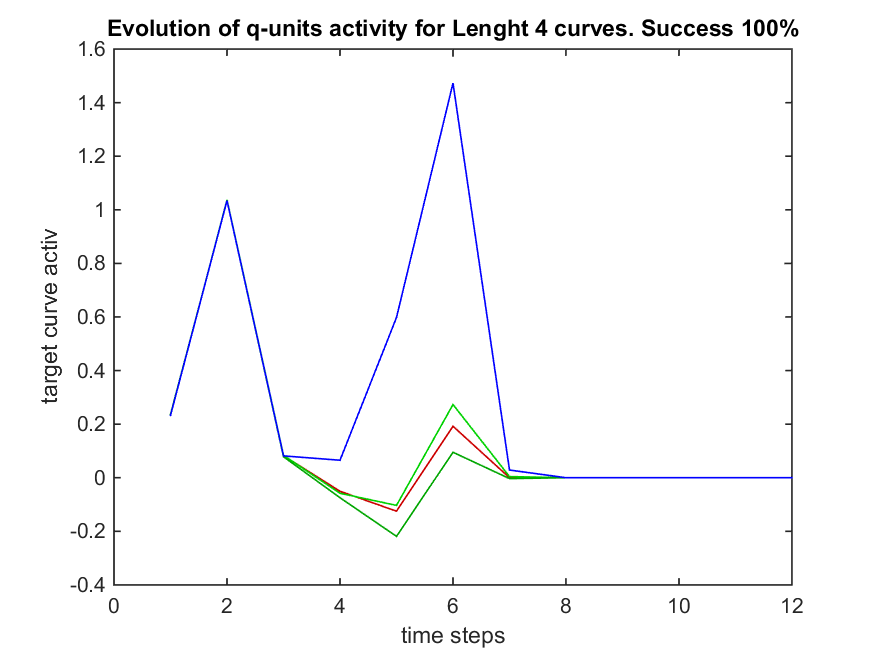 Evolution of q-units activity for Lenght 4 curves. Success 100%
1.6
1.4
1.2
1
0.8
0.6
0.4
0.2
0
-0.2
-0.4
target curve activ
0 2 4 6 8 10 12
time steps